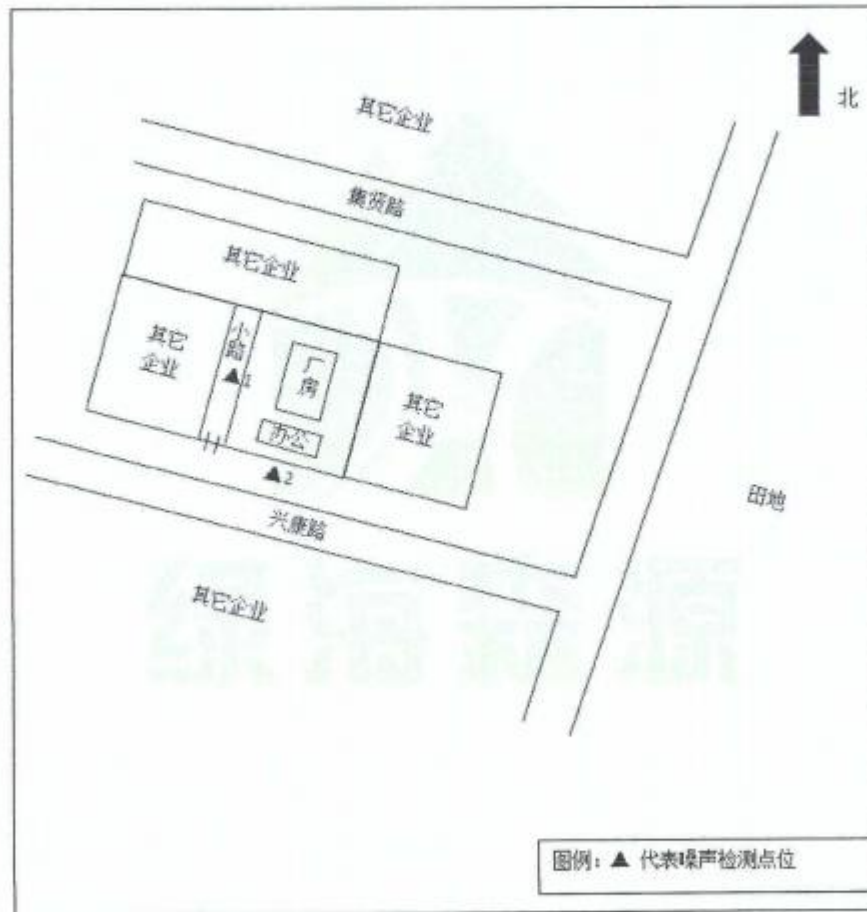 北
其它企业
集贤路
其它企业
小路
其它
企业
▲1
厂房
其它
企业
办公
▲2
兴康路
田地
其它企业
图例：▲ 代表噪声检测点位